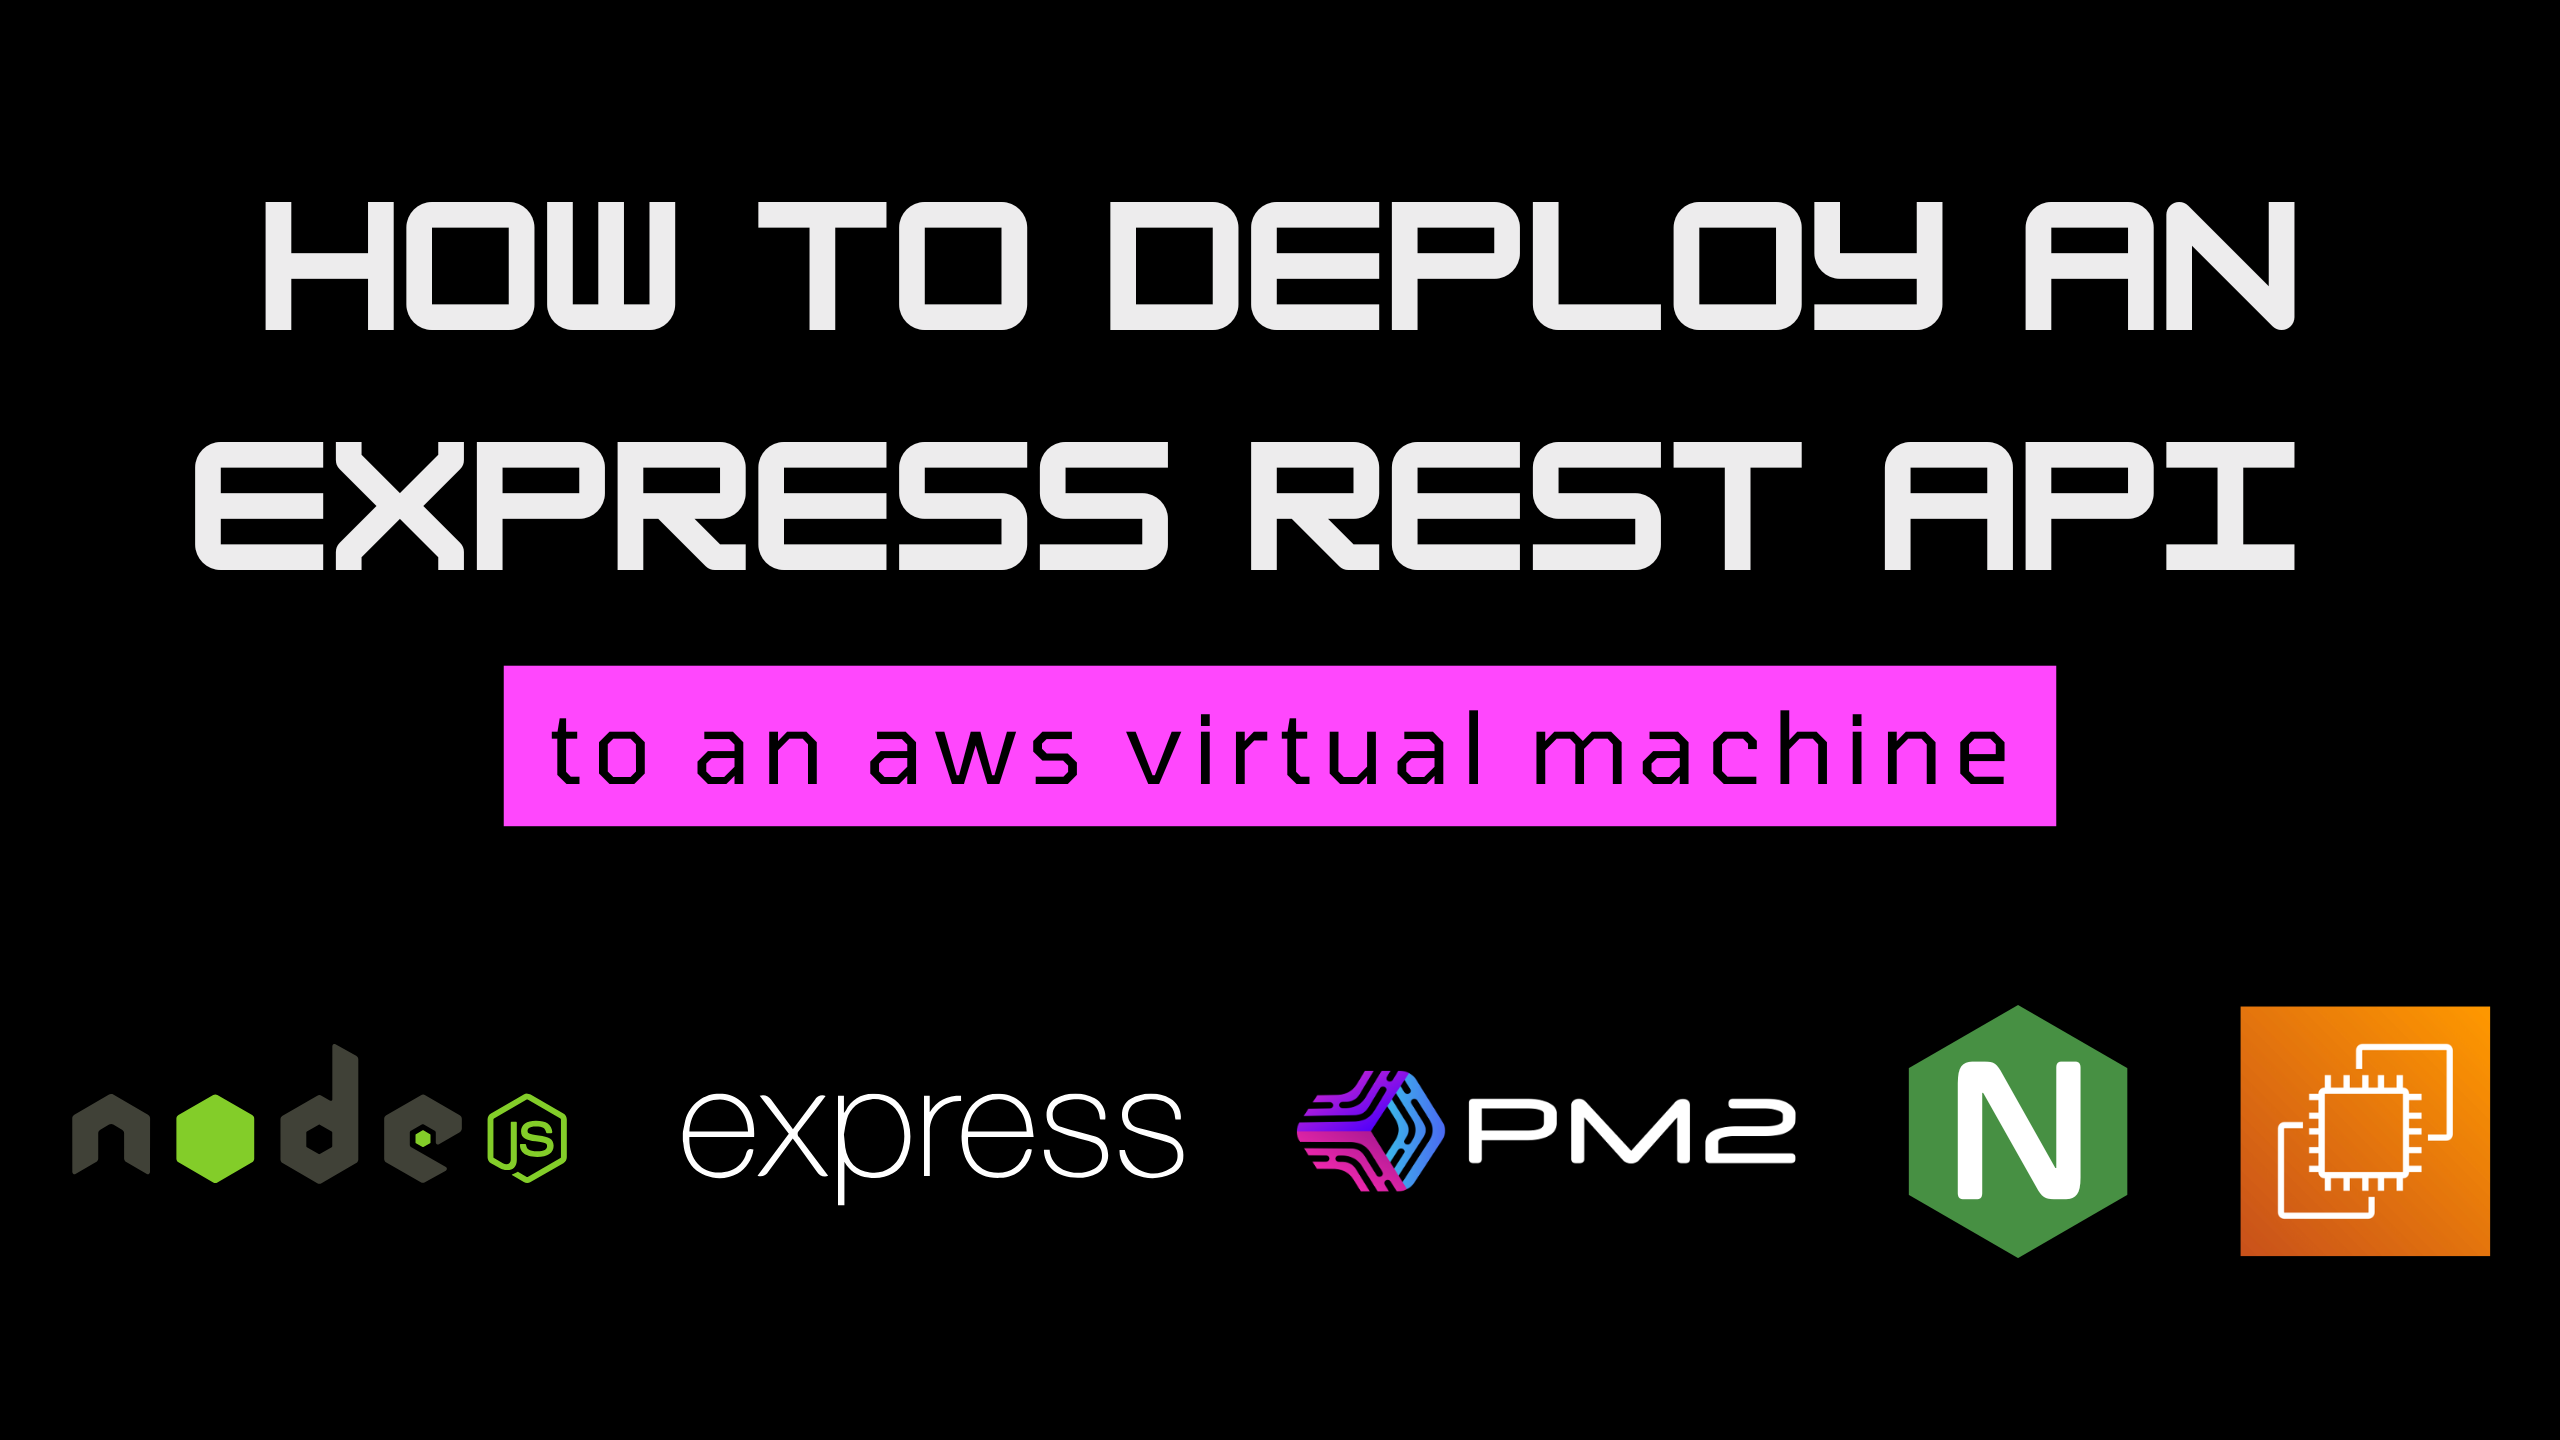 HOW TO DEPLOY AN
EXPRESS REST API
to an aws virtual machine
node JS express PM2 N